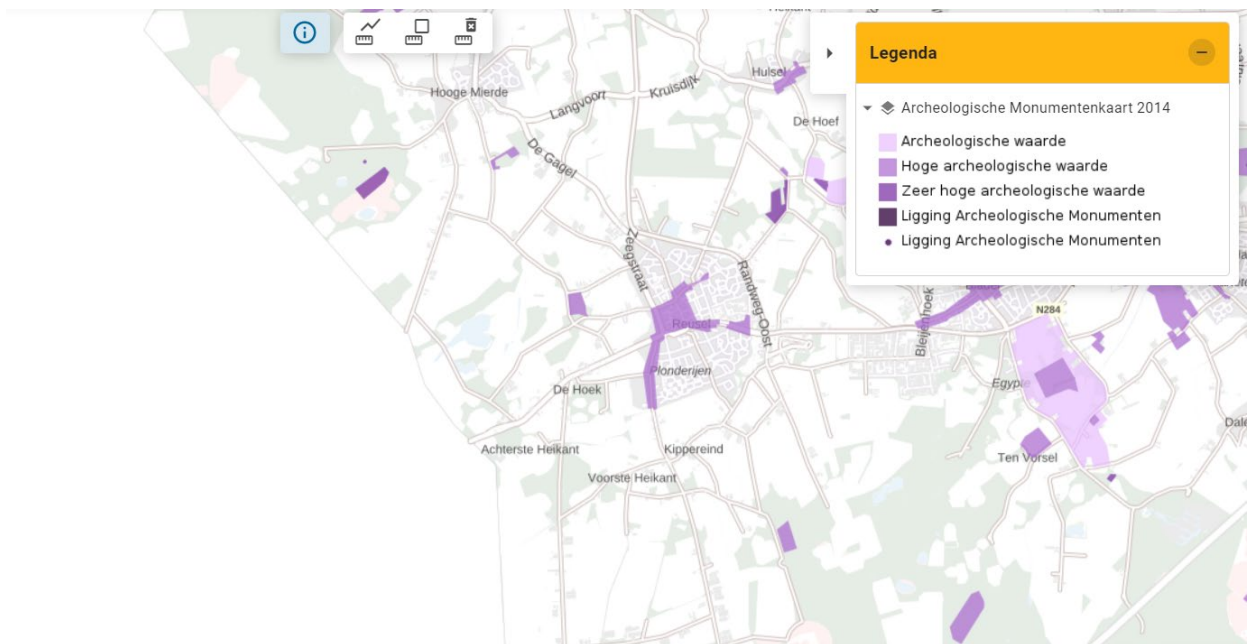 Legenda
Archeologische Monumentenkaart 2014
Archeologische waarde
Hoge archeologische waarde
Zeer hoge archeologische waarde
Ligging Archeologische Monumenten
Ligging Archeologische Monumenten
Hulsel
Hooge Mierde
Langvoort
Kruisdijk
De Hoef
De Gagel
Zeegstraat
Randweg-Oost
Bleijenhoek
N284
Reusel
Plonderijen
Egypte
De Hoek
Achterste Heikant
Kippereind
Ten Vorsel
Voorste Heikant